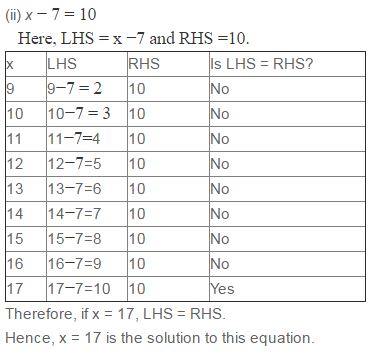 (ii) x − 7 = 10
Here, LHS = x −7 and RHS =10.
x LHS RHS Is LHS = RHS?
9 9−7 = 2 10 No
10 10−7 = 3 10 No
11 11−7=4 10 No
12 12−7=5 10 No
13 13−7=6 10 No
14 14−7=7 10 No
15 15−7=8 10 No
16 16−7=9 10 No
17 17−7=10 10 Yes
Therefore, if x = 17, LHS = RHS.
Hence, x = 17 is the solution to this equation.